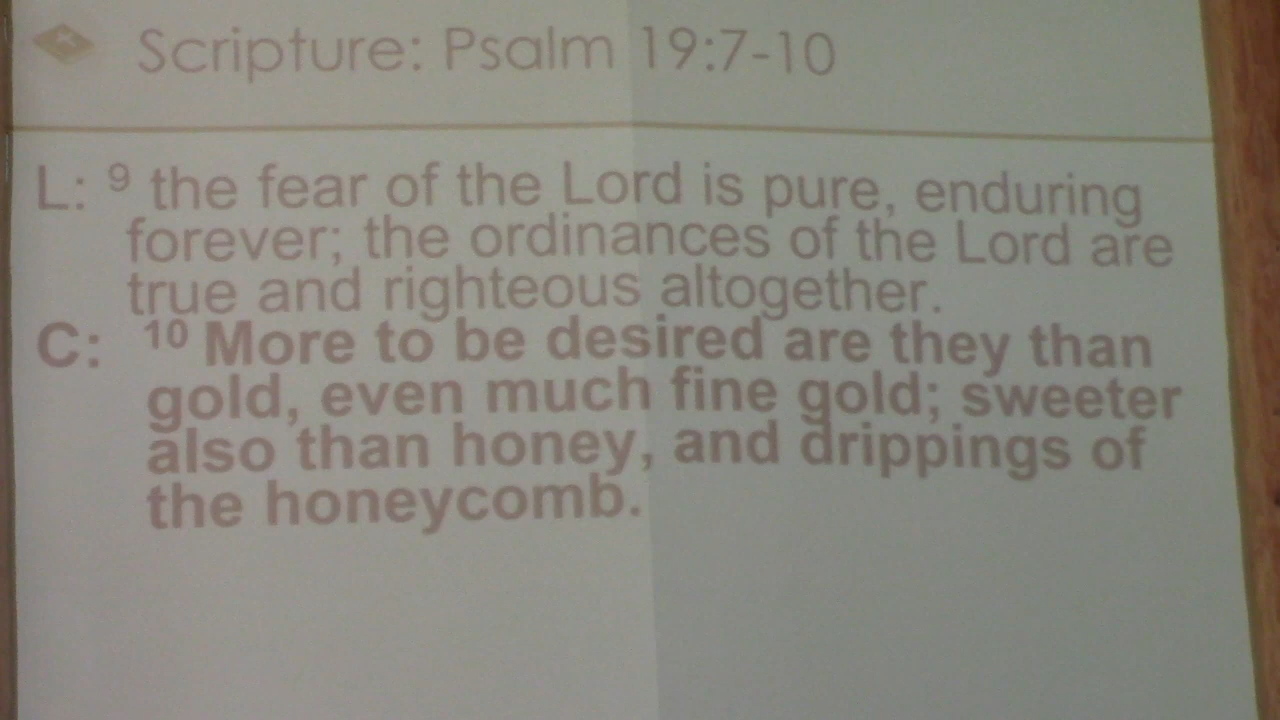 Scripture: Psalm 19:7-10
L: 9 the fear of the Lord is pure, enduring
forever; the ordinances of the Lord are
true and righteous altogether.
C: 10 More to be desired are they than
gold, even much fine gold; sweeter
also than honey, and drippings of
the honeycomb.